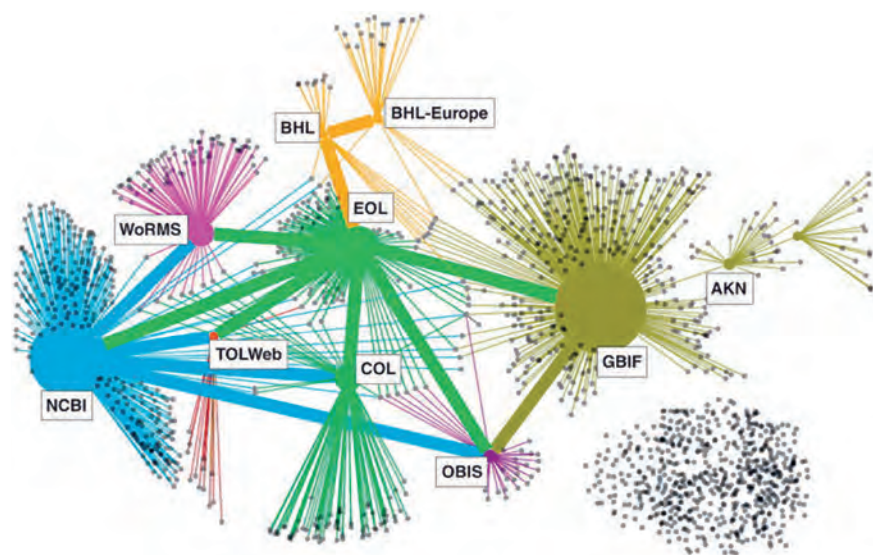 BHL-Europe
BHL
EOL
WoRMS
AKN
TOLWeb
COL
GBIF
NCBI
OBIS